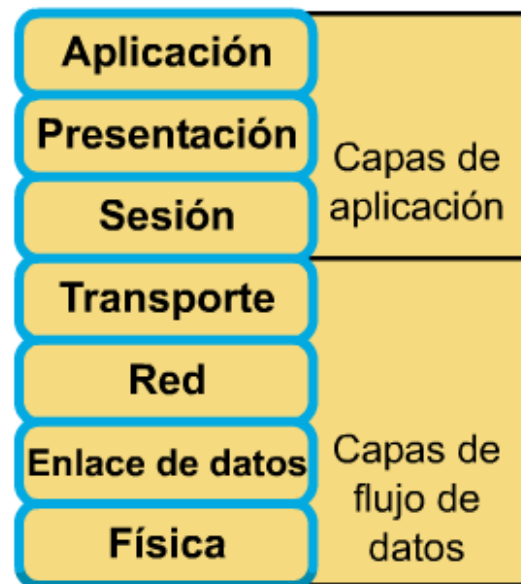 Aplicación
Presentación
Sesión
Capas de
aplicación
Transporte
Red
Enlace de datos
Física
Capas de
flujo de
datos